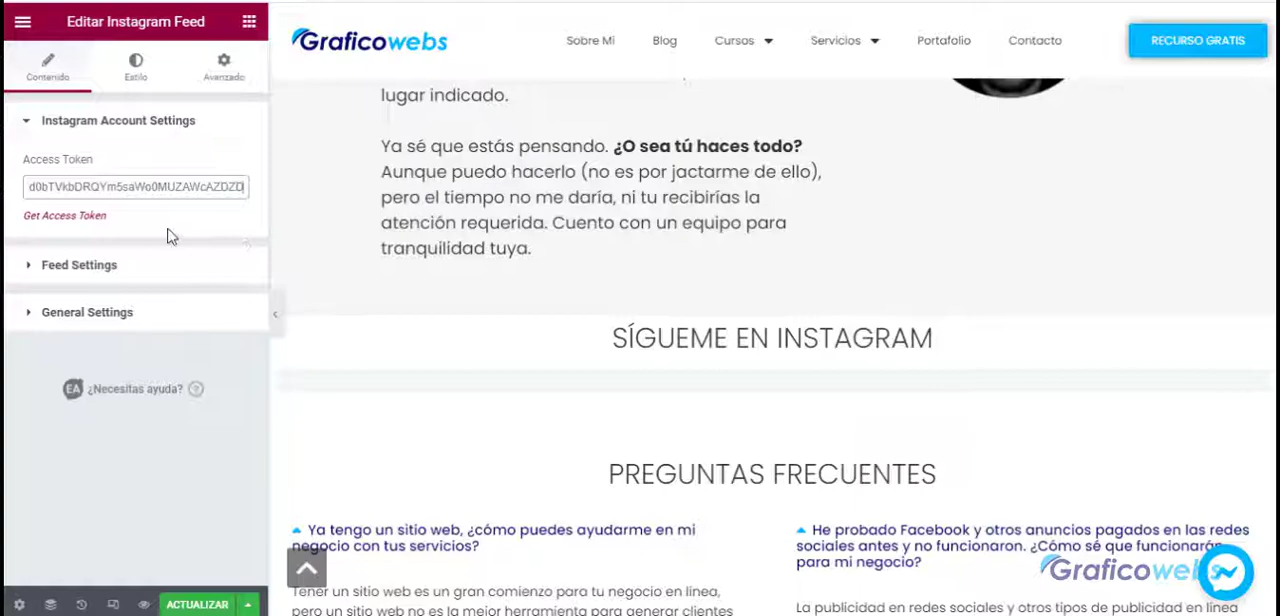 Editar Instagram Feed
Contenido
Estilo
Avanzado
Instagram Account Settings
Access Token
d0bTVkbDRQYm5saWo0MUZAWcAZDZD
Get Access Token
Feed Settings
General Settings
EA ¿Necesitas ayuda? ?
ACTUALIZAR
Graficowebs
Sobre Mi
Blog
Cursos
Servicios
Portafolio
Contacto
RECURSO GRATIS
lugar indicado.
Ya sé que estás pensando. ¿O sea tú haces todo?
Aunque puedo hacerlo (no es por jactarme de ello),
pero el tiempo no me daría, ni tu recibirías la
atención requerida. Cuento con un equipo para
tranquilidad tuya.
SÍGUEME EN INSTAGRAM
PREGUNTAS FRECUENTES
Ya tengo un sitio web, ¿cómo puedes ayudarme en mi
negocio con tus servicios?
Tener un sitio web es un gran comienzo para tu negocio en línea,
pero un sitio web no es la mejor herramienta para generar clientes
He probado Facebook y otros anuncios pagados en las redes
sociales antes y no funcionaron. ¿Cómo sé que funcionarán
para mi negocio?
Graficowebs
La publicidad en redes sociales y otros tipos de publicidad en línea